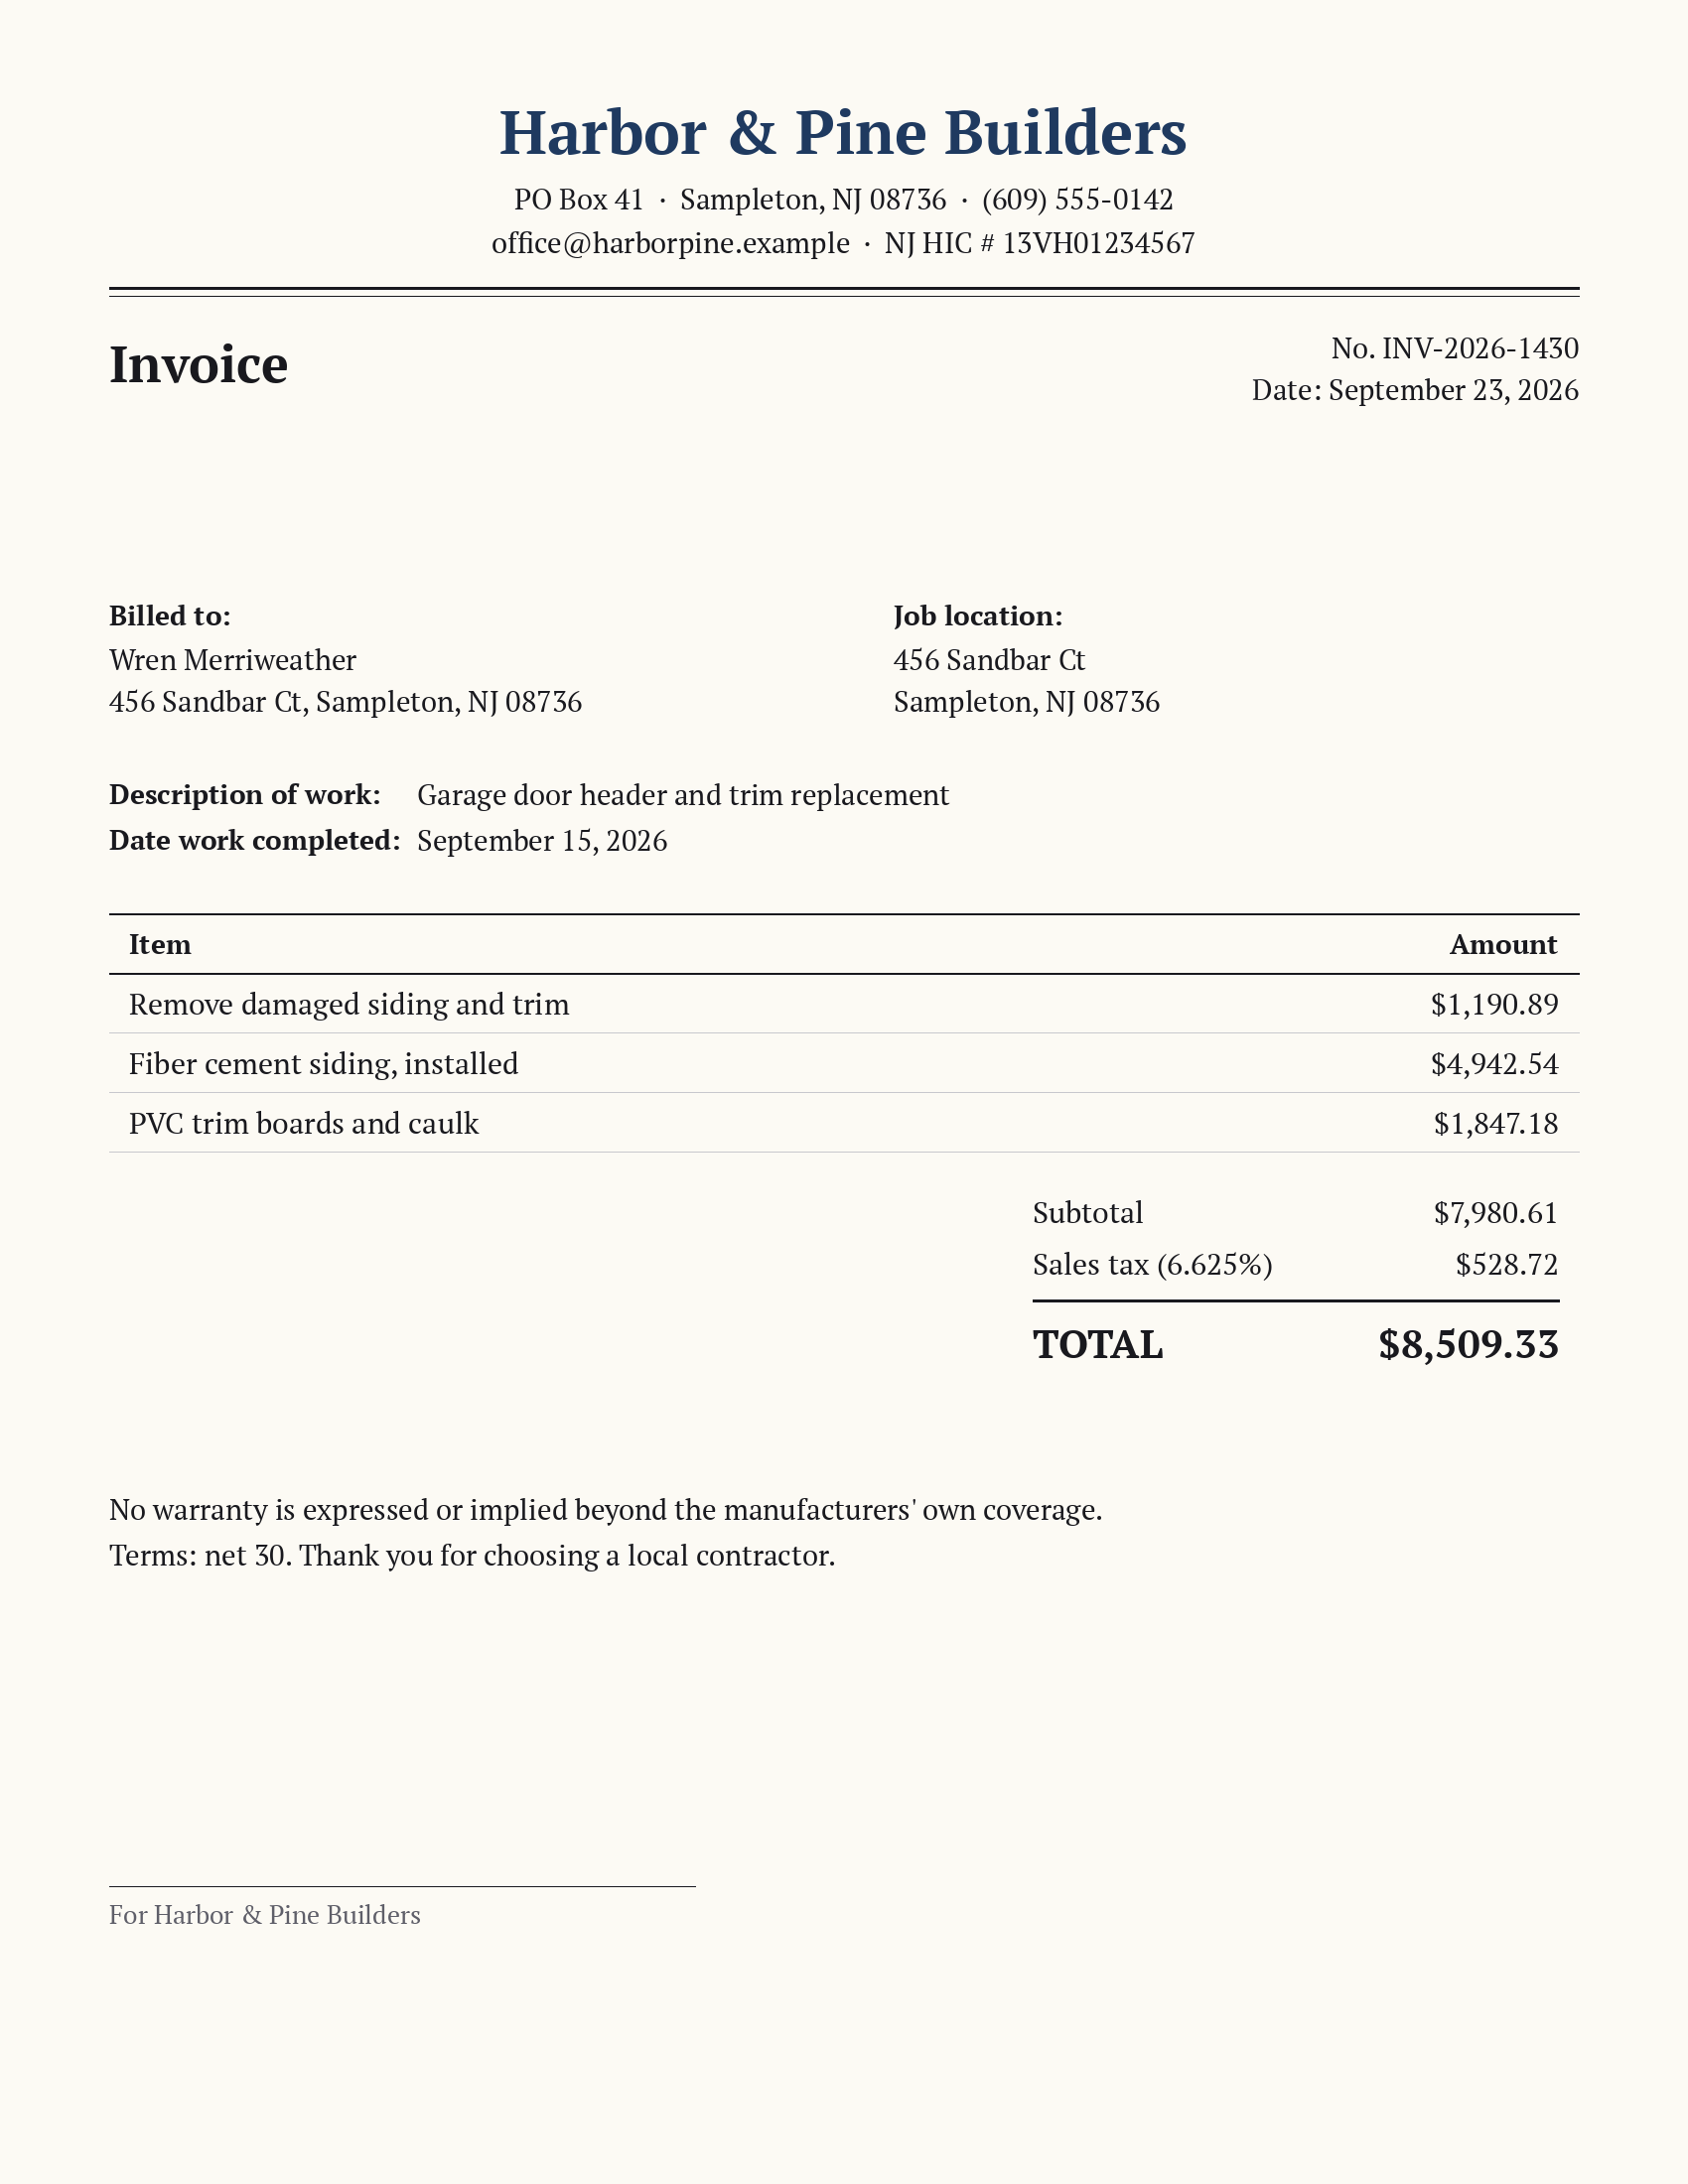 Harbor & Pine Builders
PO Box 41 · Sampleton, NJ 08736 · (609) 555-0142
office@harborpine.example · NJ HIC # 13VH01234567
Invoice
No. INV-2026-1430
Date: September 23, 2026
Billed to:
Wren Merriweather
456 Sandbar Ct, Sampleton, NJ 08736
Job location:
456 Sandbar Ct
Sampleton, NJ 08736
Description of work: Garage door header and trim replacement
Date work completed: September 15, 2026
Item Amount
Remove damaged siding and trim $1,190.89
Fiber cement siding, installed $4,942.54
PVC trim boards and caulk $1,847.18
Subtotal $7,980.61
Sales tax (6.625%) $528.72
TOTAL $8,509.33
No warranty is expressed or implied beyond the manufacturers' own coverage.
Terms: net 30. Thank you for choosing a local contractor.
For Harbor & Pine Builders